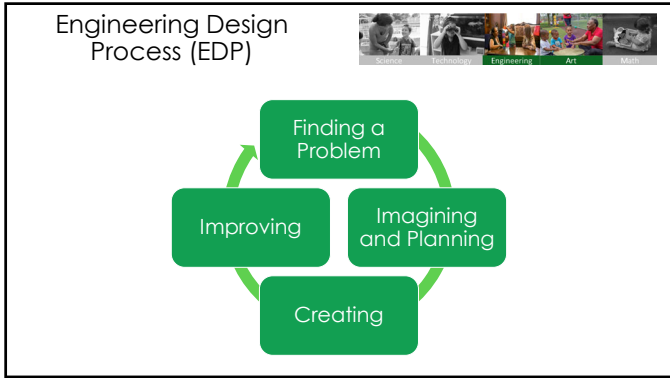 Engineering Design
Process (EDP)
Science Technology Engineering Art Math
Finding a
Problem
Improving
Imagining
and Planning
Creating